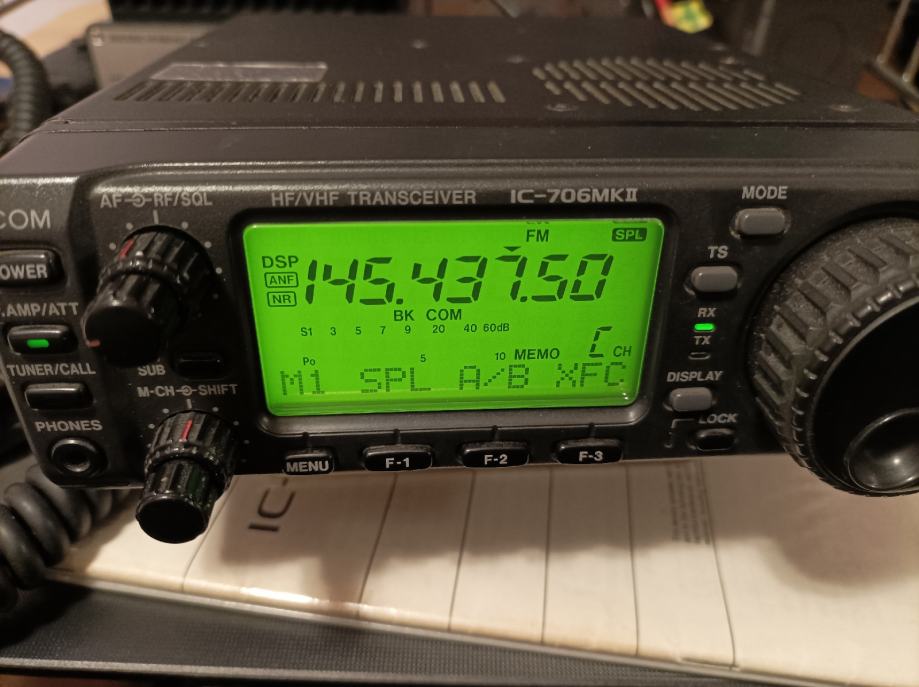 COM
AF RF/SQL
HF/VHF TRANSCEIVER
IC-706MKII
MODE
OWER
.AMP/ATT
TUNER/CALL
PHONES
SUB
M-CH SHIFT
FM
SPL
DSP
ANF
NR
145.437.50
BK COM
S1 3 5 7 9 20 40 60dB
Po 5 10 MEMO C CH
M1 SPL A/B XFC
MENU
F-1
F-2
F-3
TS
RX
TX
DISPLAY
LOCK
IC-